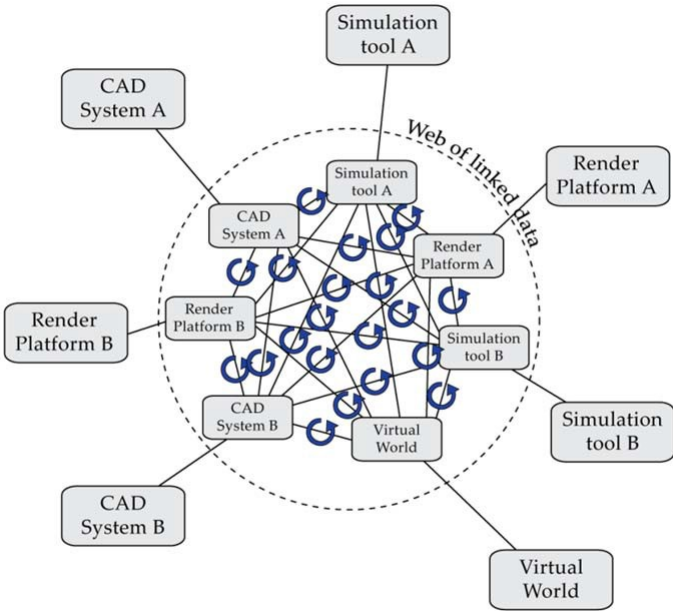 Simulation
tool A
CAD
System A
Web of linked data
Render
Platform A
Simulation
tool A
CAD
System A
Render
Platform A
Render
Platform B
Render
Platform B
Simulation
tool B
CAD
System B
Virtual
World
Simulation
tool B
CAD
System B
Virtual
World